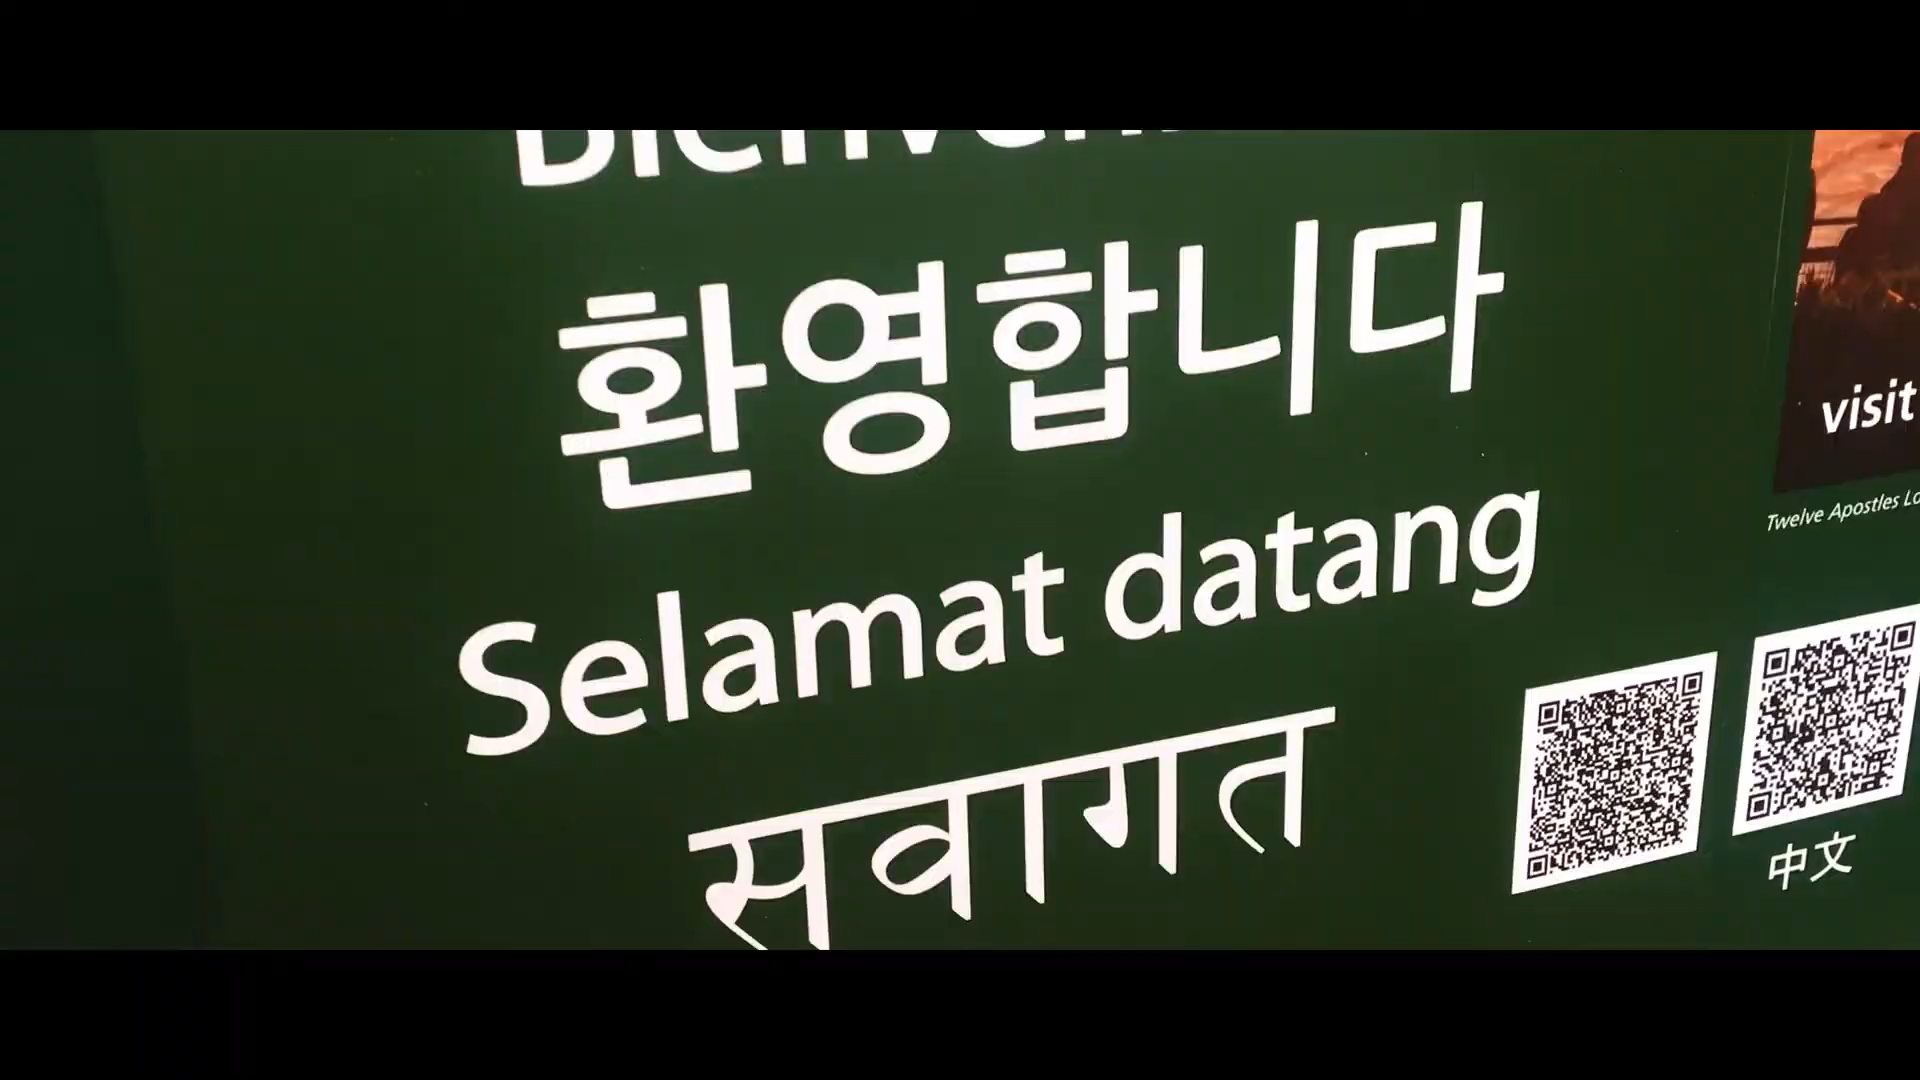 환영합니다
Selamat datang
सवागत
visit
Twelve Apostles
中文